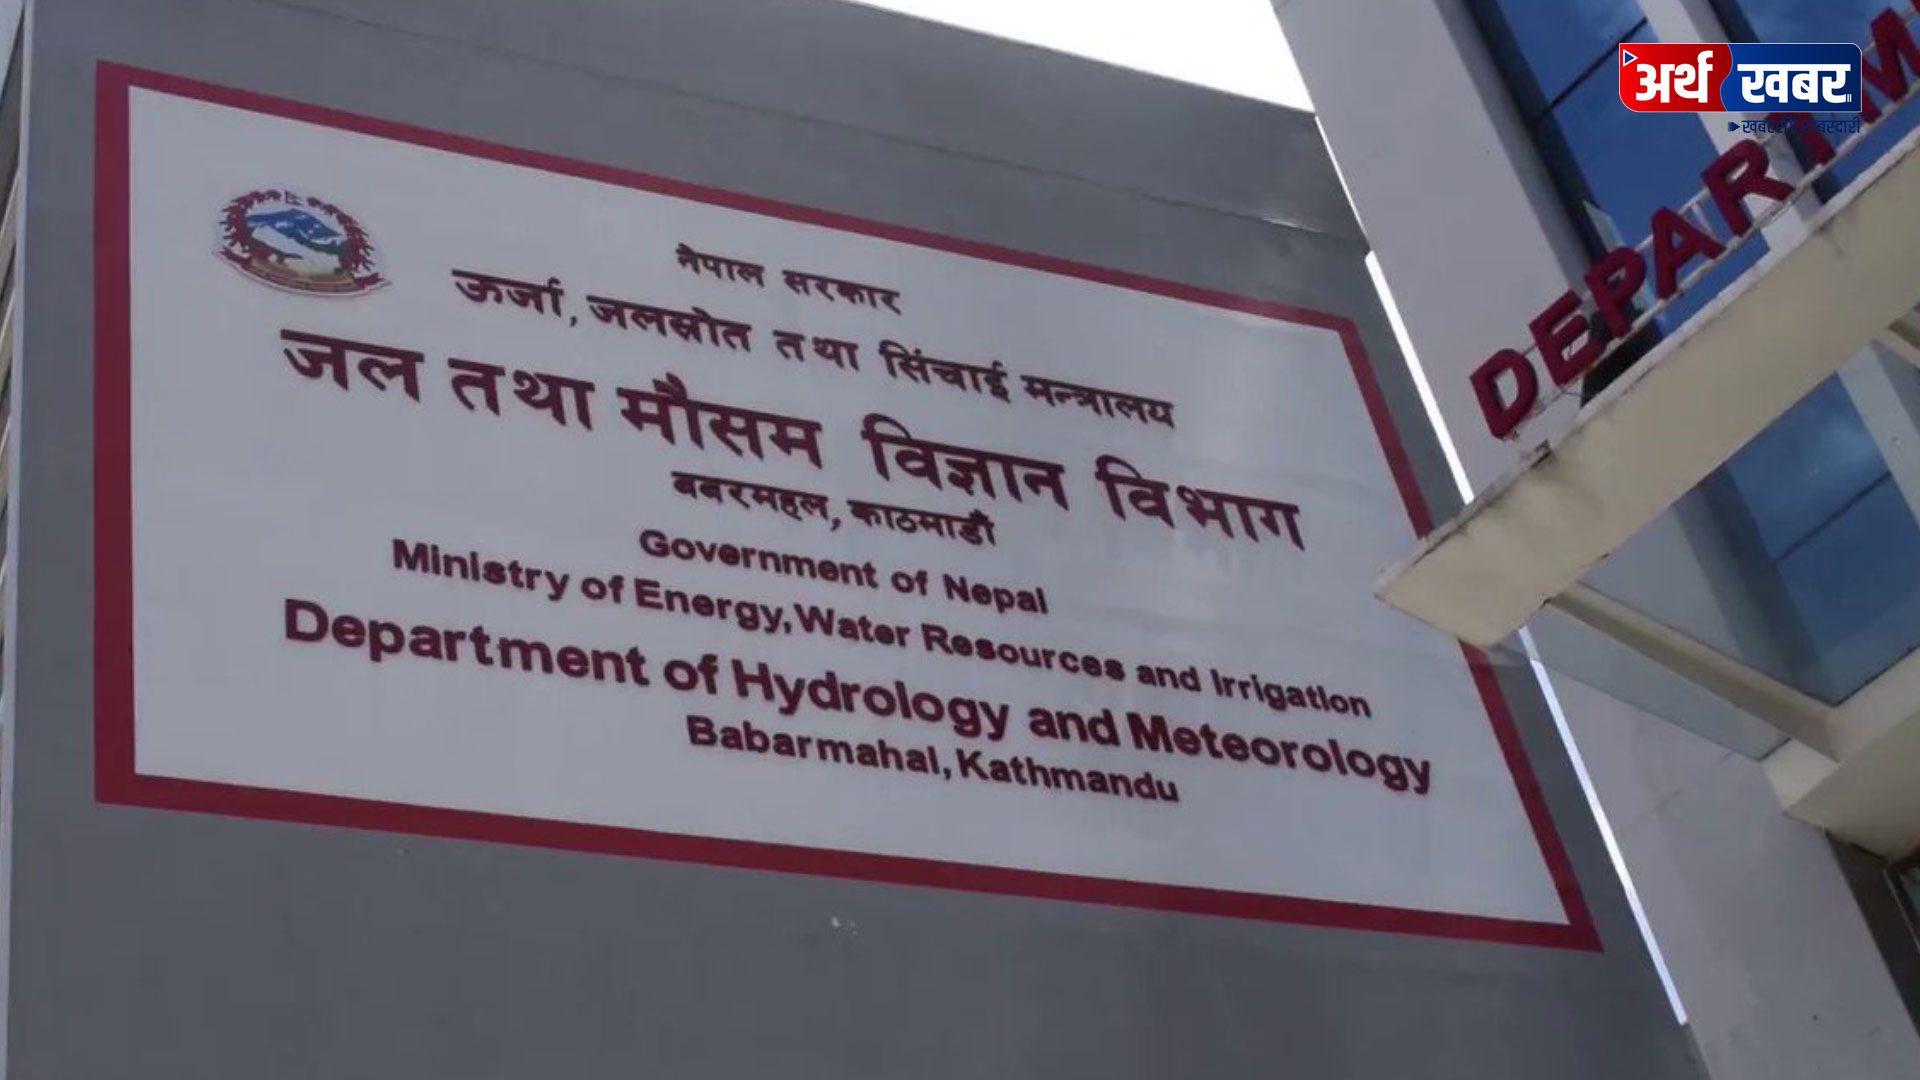 नेपाल सरकार
ऊर्जा, जलस्रोत तथा सिंचाई मन्त्रालय
जल तथा मौसम विज्ञान विभाग
बबरमहल, काठमाडौं
Government of Nepal
Ministry of Energy, Water Resources and Irrigation
Department of Hydrology and Meteorology
Babarmahal, Kathmandu
अर्थ खबर
DEPARTM